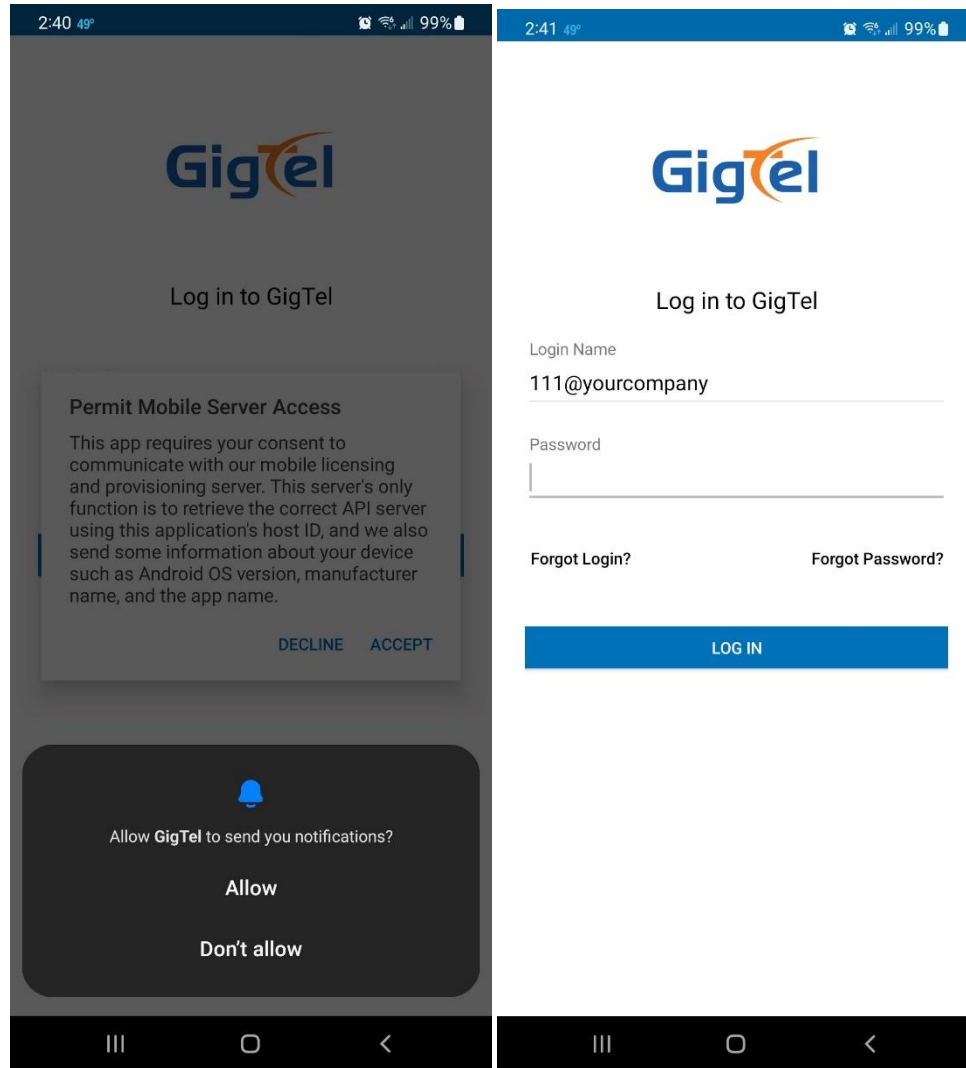 2:40 49° 99%
GigTel
Log in to GigTel
Permit Mobile Server Access
This app requires your consent to
communicate with our mobile licensing
and provisioning server. This server's only
function is to retrieve the correct API server
using this application's host ID, and we also
send some information about your device
such as Android OS version, manufacturer
name, and the app name.
DECLINE ACCEPT
Allow GigTel to send you notifications?
Allow
Don't allow
2:41 49° 99%
GigTel
Log in to GigTel
Login Name
111@yourcompany
Password
Forgot Login? Forgot Password?
LOG IN